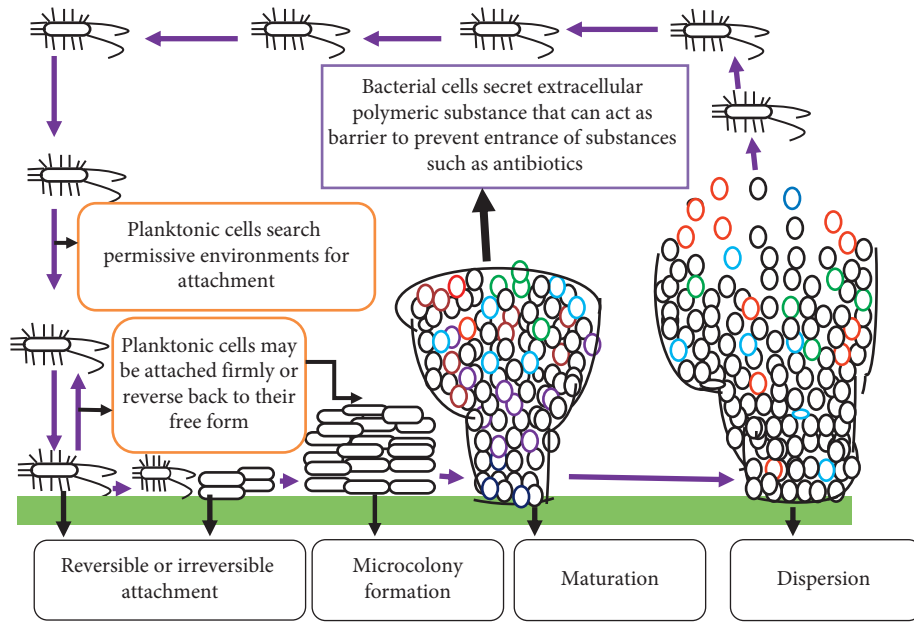 Bacterial cells secret extracellular
polymeric substance that can act as
barrier to prevent entrance of substances
such as antibiotics
Planktonic cells search
permissive environments for
attachment
Planktonic cells may
be attached firmly or
reverse back to their
free form
Reversible or irreversible
attachment
Microcolony
formation
Maturation
Dispersion